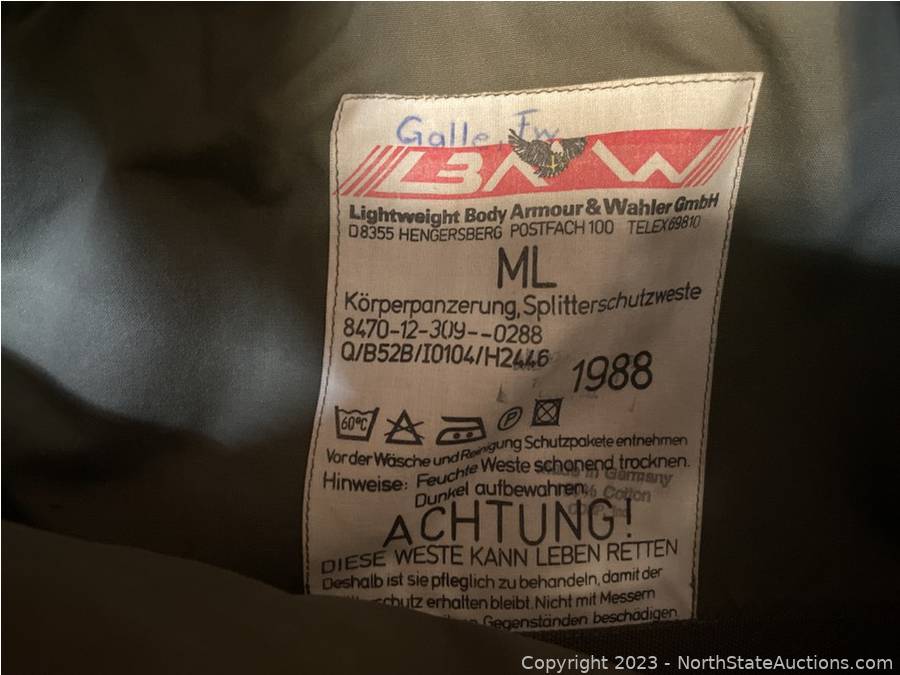 Galle, Fw
LBAW
Lightweight Body Armour & Wahler GmbH
D8355 HENGERSBERG POSTFACH 100 TELEX 69810
ML
Körperpanzerung, Splitterschutzweste
8470-12-309--0288
Q/B52B/I0104/H2446
1988
60°C
P
Vor der Wäsche und Reinigung Schutzpakete entnehmen
Hinweise: Feuchte Weste schonend trocknen.
Dunkel aufbewahren
Made in Germany
% Cotton
ACHTUNG!
DIESE WESTE KANN LEBEN RETTEN
Deshalb ist sie pfleglich zu behandeln, damit der
schutz erhalten bleibt. Nicht mit Messern
Gegenständen beschädigen.
Copyright © 2023 - NorthStateAuctions.com